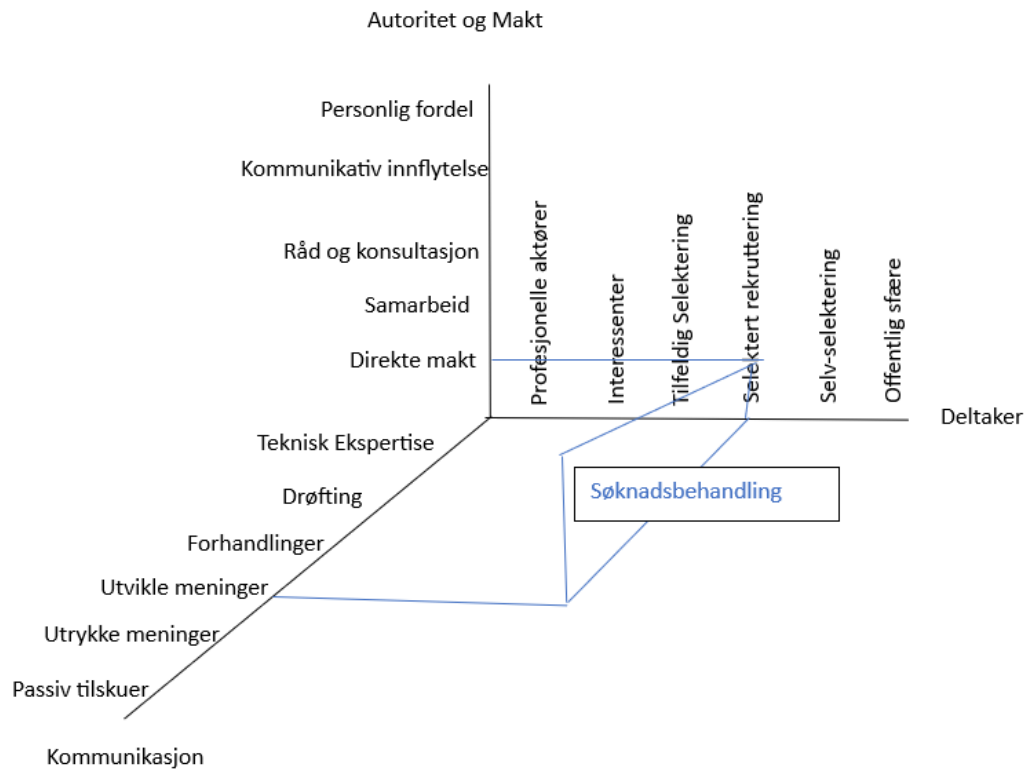 Autoritet og Makt
Personlig fordel
Kommunikativ innflytelse
Råd og konsultasjon
Samarbeid
Direkte makt
Profesjonelle aktører
Interessenter
Tilfeldig Selektering
Selektert rekruttering
Selv-selektering
Offentlig sfære
Deltaker
Teknisk Ekspertise
Drøfting
Forhandlinger
Utvikle meninger
Utrykke meninger
Passiv tilskuer
Kommunikasjon
Søknadsbehandling